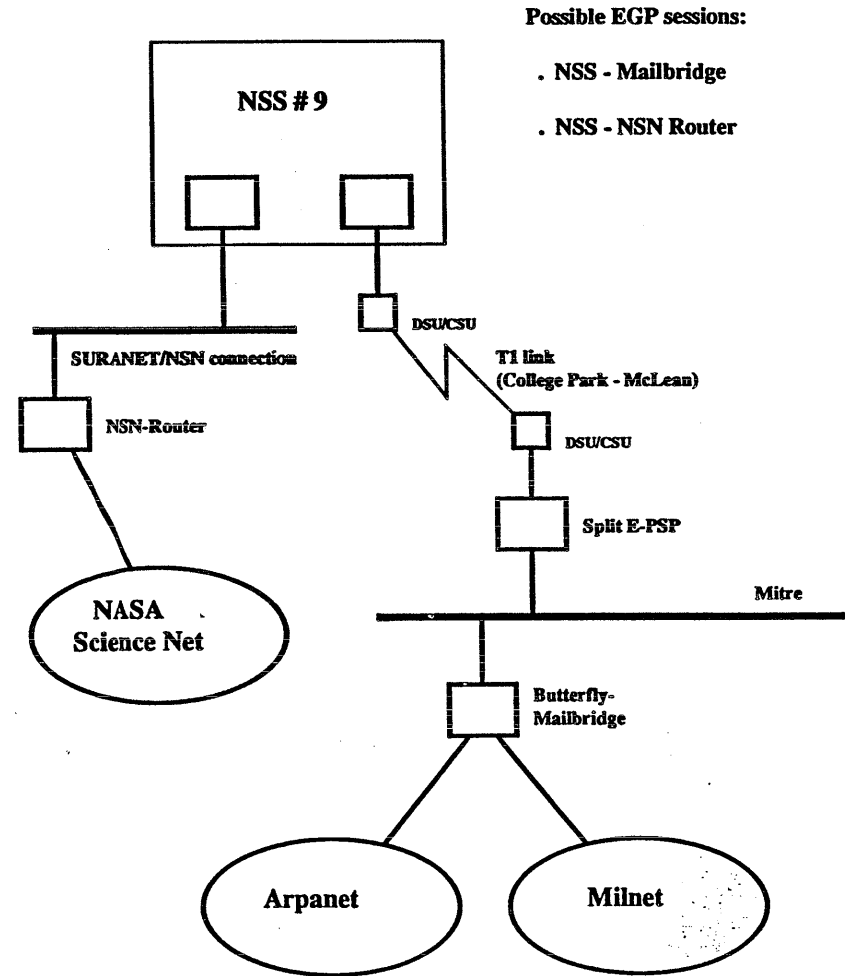 Possible EGP sessions:
. NSS - Mailbridge
. NSS - NSN Router
NSS # 9
DSU/CSU
SURANET/NSN connection
T1 link
(College Park - McLean)
NSN-Router
DSU/CSU
Split E-PSP
Mitre
NASA
Science Net
Butterfly-
Mailbridge
Arpanet
Milnet